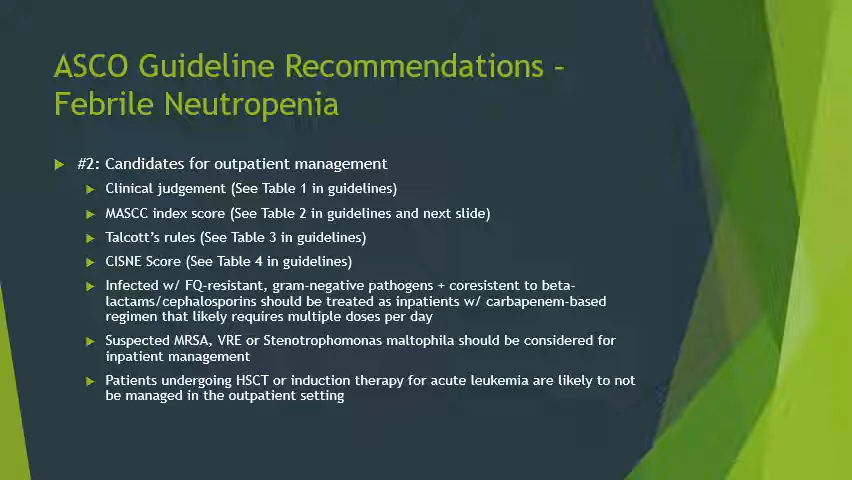 ASCO Guideline Recommendations –
Febrile Neutropenia
#2: Candidates for outpatient management
Clinical judgement (See Table 1 in guidelines)
MASCC index score (See Table 2 in guidelines and next slide)
Talcott's rules (See Table 3 in guidelines)
CISNE Score (See Table 4 in guidelines)
Infected w/ FQ-resistant, gram-negative pathogens + coresistent to beta-
lactams/cephalosporins should be treated as inpatients w/ carbapenem-based
regimen that likely requires multiple doses per day
Suspected MRSA, VRE or Stenotrophomonas maltophila should be considered for
inpatient management
Patients undergoing HSCT or induction therapy for acute leukemia are likely to not
be managed in the outpatient setting